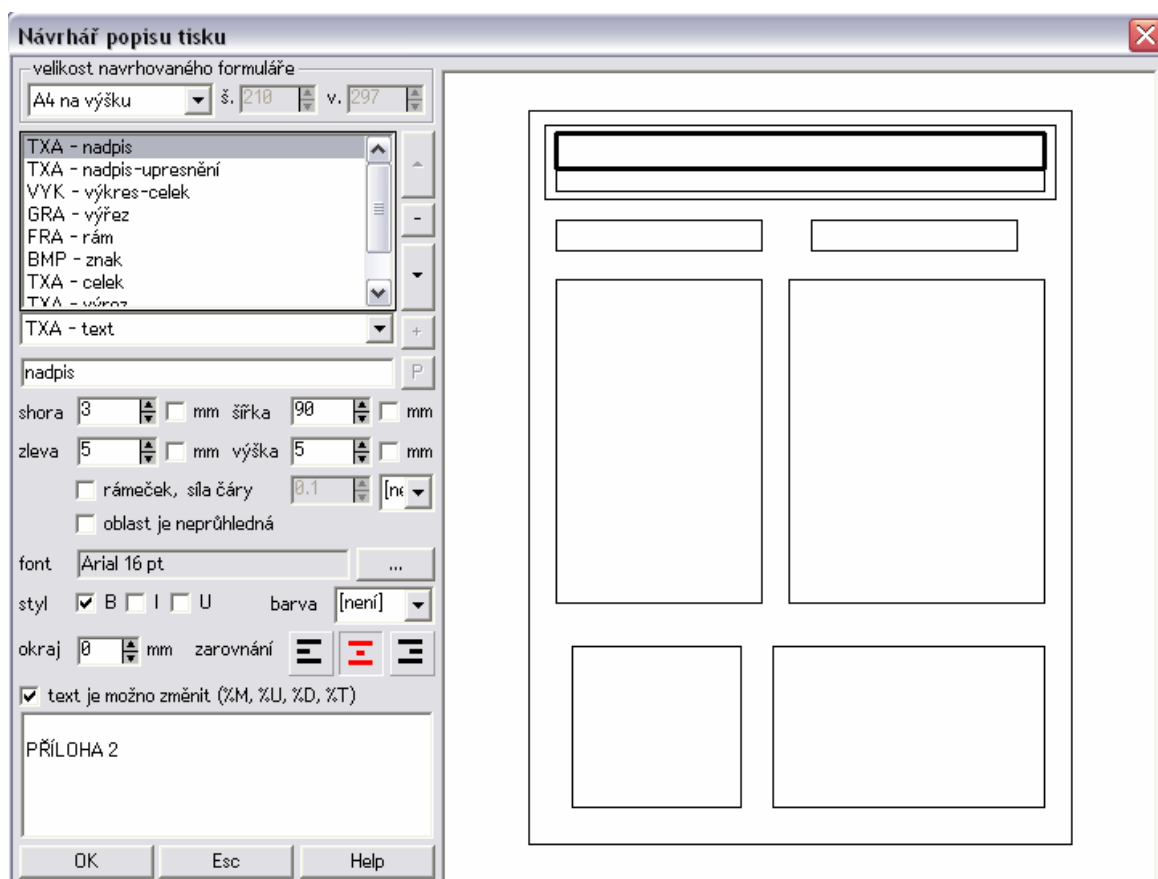 Návrhář popisu tisku
velikost navrhovaného formuláře
A4 na výšku š. 210 v. 297
TXA - nadpis
TXA - nadpis-upresnění
VYK - výkres-celek
GRA - výřez
FRA - rám
BMP - znak
TXA - celek
TXA - výrez
-
TXA - text +
nadpis P
shora 3 mm šířka 90 mm
zleva 5 mm výška 5 mm
rámeček, síla čáry 0.1 [ne
oblast je neprůhledná
font Arial 16 pt ...
styl B I U barva [není]
okraj 0 mm zarovnání
text je možno změnit (%M, %U, %D, %T)
PŘÍLOHA 2
OK Esc Help